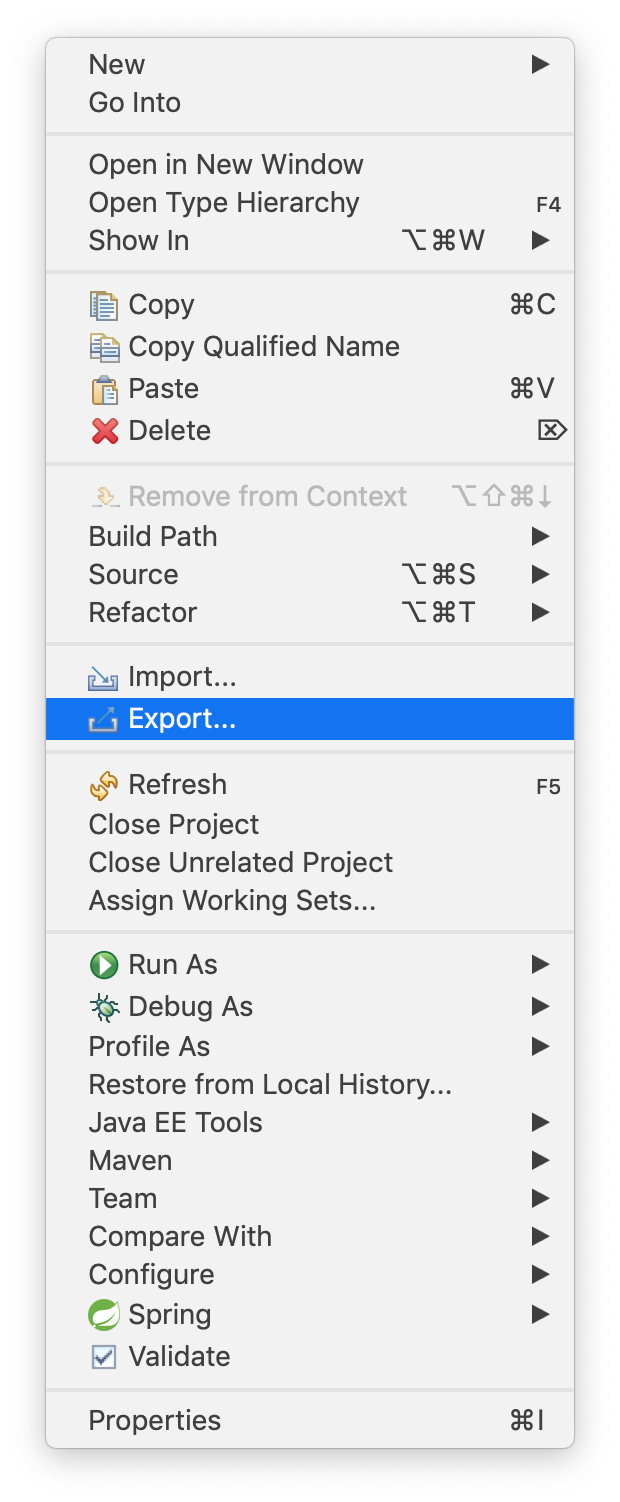 New ▶
Go Into
Open in New Window
Open Type Hierarchy F4
Show In ⌥⌘W ▶
Copy ⌘C
Copy Qualified Name
Paste ⌘V
Delete ⌦
Remove from Context ⌥⇧⌘↓
Build Path ▶
Source ⌥⌘S ▶
Refactor ⌥⌘T ▶
Import...
Export...
Refresh F5
Close Project
Close Unrelated Project
Assign Working Sets...
Run As ▶
Debug As ▶
Profile As ▶
Restore from Local History...
Java EE Tools ▶
Maven ▶
Team ▶
Compare With ▶
Configure ▶
Spring ▶
Validate
Properties ⌘I